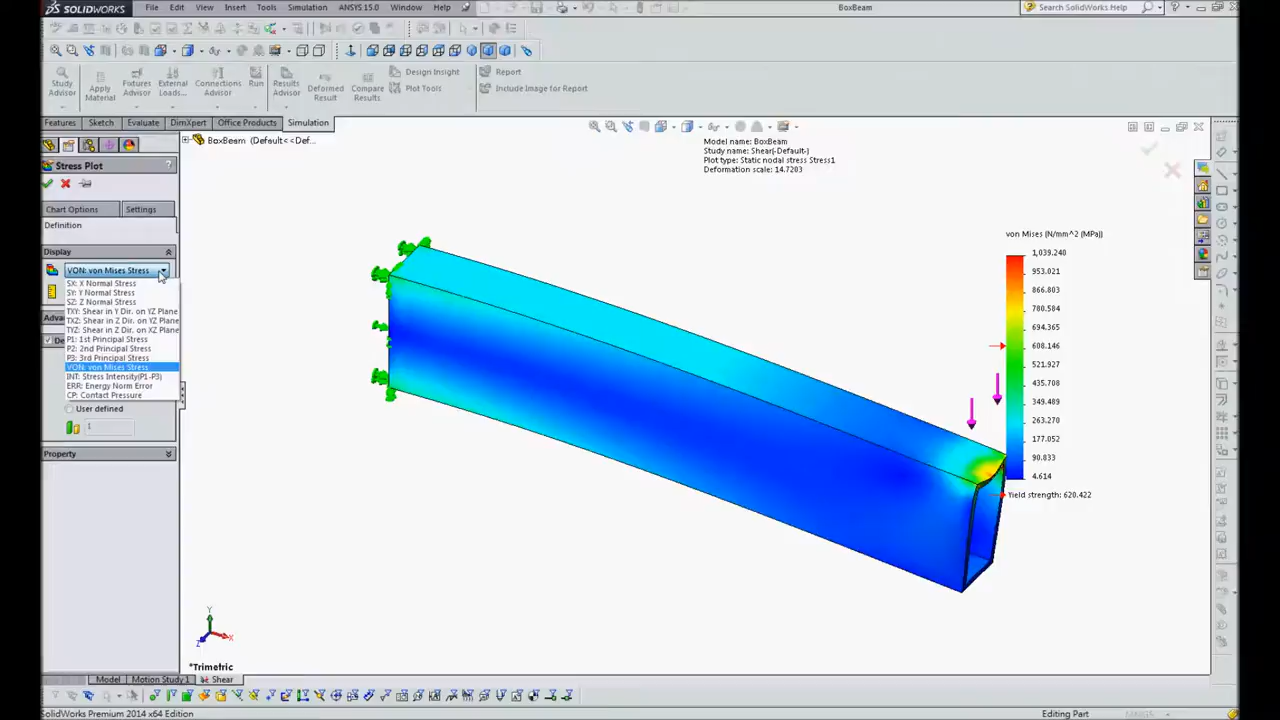 SOLIDWORKS
File Edit View Insert Tools Simulation ANSYS 15.0 Window Help
BoxBeam
Search SolidWorks Help
Study Advisor
Apply Material
Fixtures Advisor
External Loads...
Connections Advisor
Run
Results Advisor
Deformed Result
Compare Results
Design Insight
Plot Tools
Report
Include Image for Report
Features Sketch Evaluate DimXpert Office Products Simulation
BoxBeam (Default<<Def...
Model name: BoxBeam
Study name: Shear(-Default-)
Plot type: Static nodal stress Stress1
Deformation scale: 14.7203
Stress Plot
?
Chart Options Settings
Definition
Display
VON: von Mises Stress
SX: X Normal Stress
SY: Y Normal Stress
SZ: Z Normal Stress
TXY: Shear in Y Dir. on YZ Plane
TXZ: Shear in Z Dir. on YZ Plane
TYZ: Shear in Z Dir. on XZ Plane
P1: 1st Principal Stress
P2: 2nd Principal Stress
P3: 3rd Principal Stress
VON: von Mises Stress
INT: Stress Intensity(P1-P3)
ERR: Energy Norm Error
CP: Contact Pressure
User defined
1
Property
von Mises (N/mm^2 (MPa))
1,039.240
953.021
866.803
780.584
694.365
608.146
521.927
435.708
349.489
263.270
177.052
90.833
4.614
Yield strength: 620.422
Y
X
Z
*Trimetric
Model Motion Study 1 Shear
SolidWorks Premium 2014 x64 Edition
Editing Part
MMGS